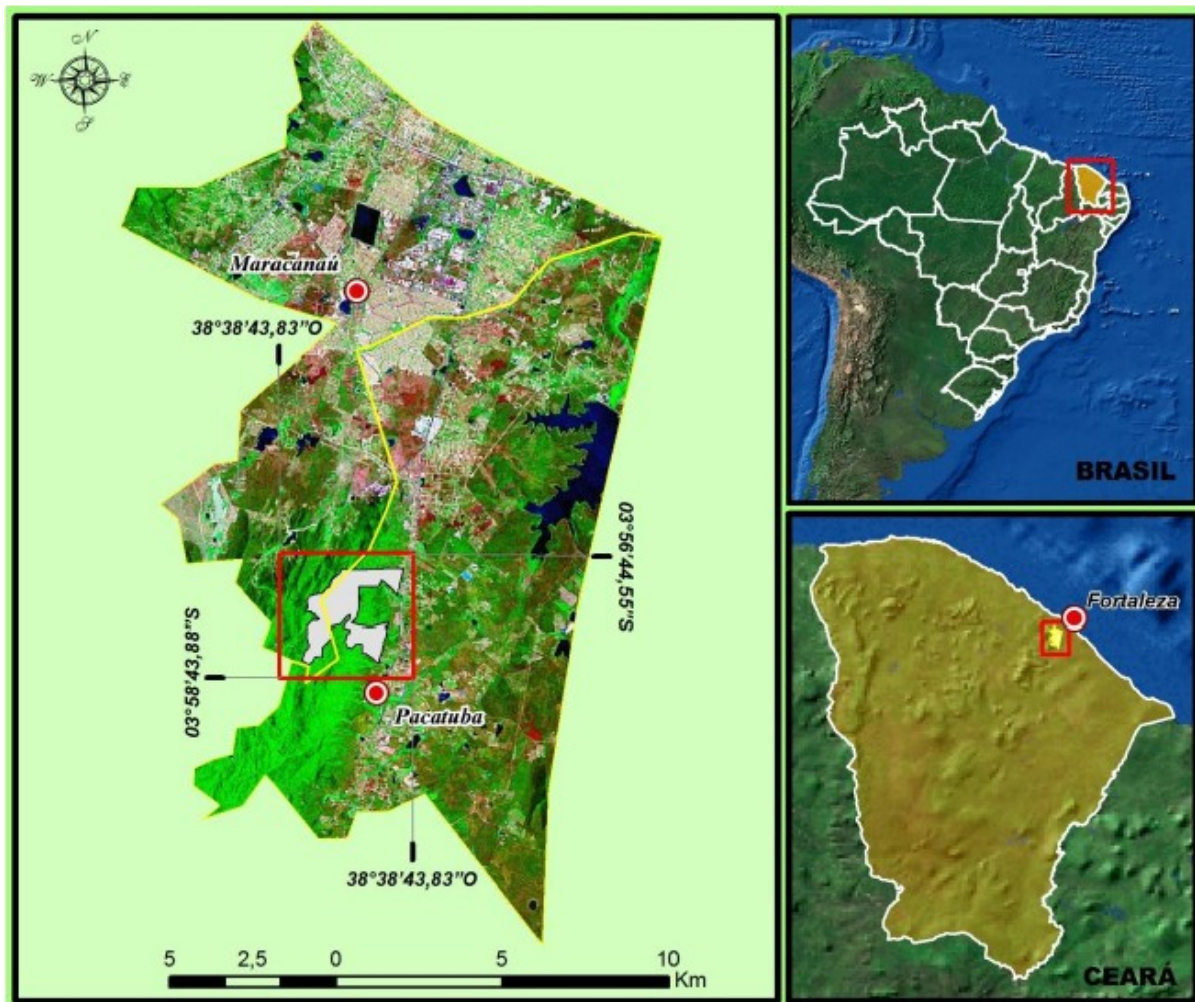 N
W E
S
Maracanaú
38°38'43,83"O
03°56'44,55"S
03°58'43,88"S
Pacatuba
38°38'43,83"O
5 2,5 0 5 10
Km
BRASIL
Fortaleza
CEARÁ